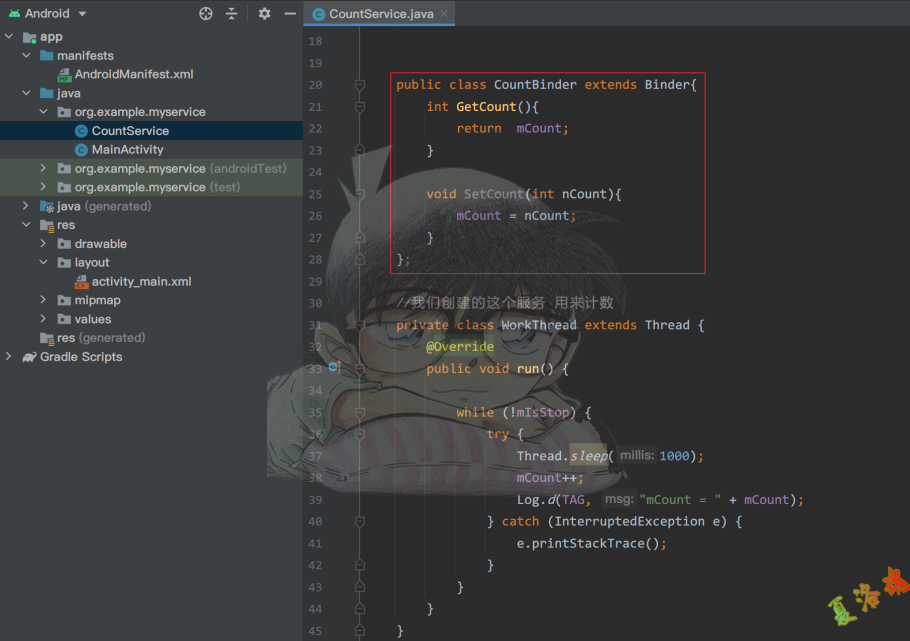 Android
CountService.java
app
manifests
AndroidManifest.xml
java
org.example.myservice
CountService
MainActivity
org.example.myservice (androidTest)
org.example.myservice (test)
java (generated)
res
drawable
layout
activity_main.xml
mipmap
values
res (generated)
Gradle Scripts
18
19
20 public class CountBinder extends Binder{
21 int GetCount(){
22 return mCount;
23 }
24
25 void SetCount(int nCount){
26 mCount = nCount;
27 }
28 };
29
30 //我们创建的这个服务 用来计数
31 private class WorkThread extends Thread {
32 @Override
33 public void run() {
34
35 while (!mIsStop) {
36 try {
37 Thread.sleep( millis: 1000);
38 mCount++;
39 Log.d(TAG, msg: "mCount = " + mCount);
40 } catch (InterruptedException e) {
41 e.printStackTrace();
42 }
43 }
44 }
45 }